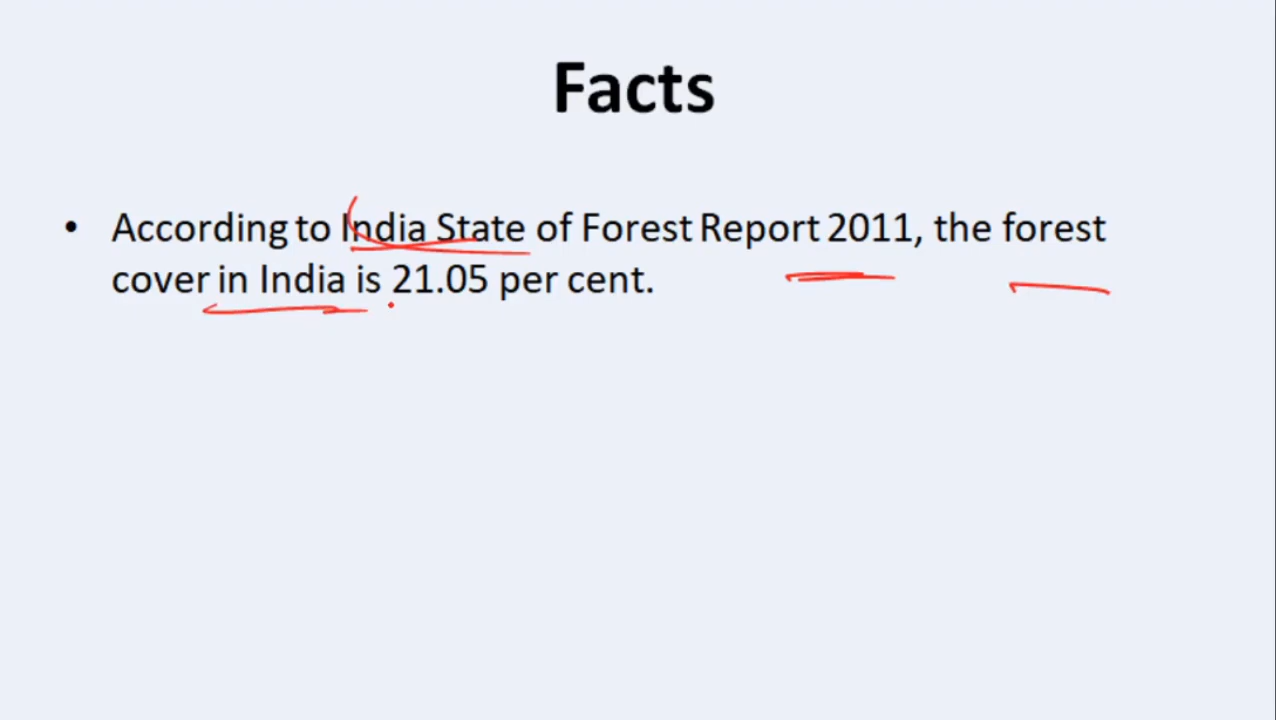 Facts
• According to India State of Forest Report 2011, the forest
cover in India is 21.05 per cent.